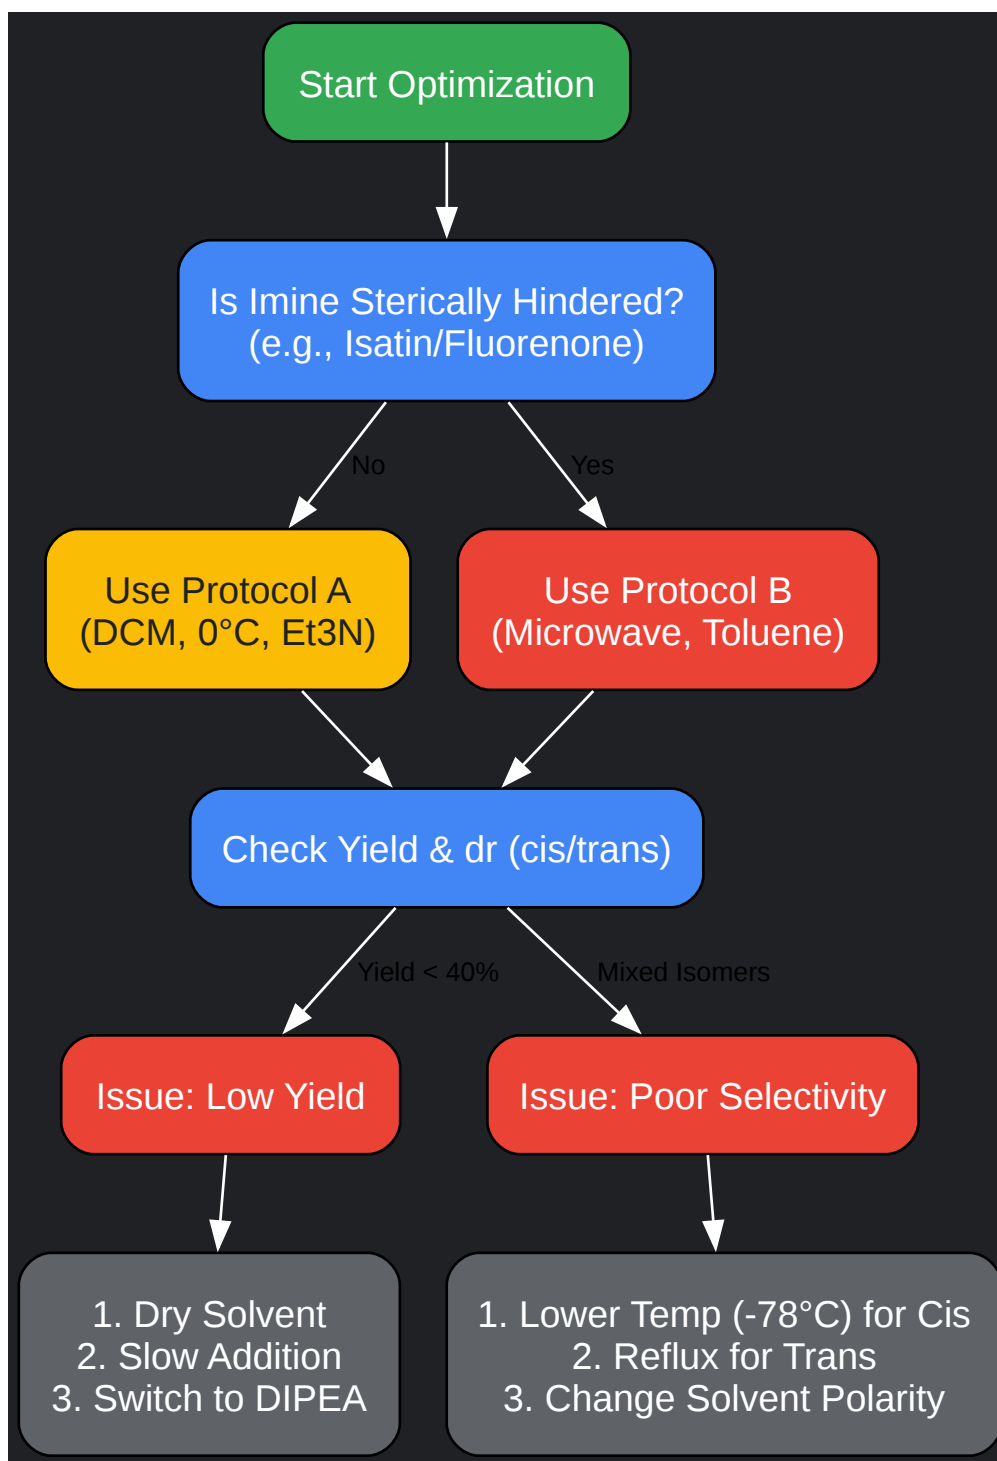 Start Optimization
Is Imine Sterically Hindered?
(e.g., Isatin/Fluorenone)
No
Yes
Use Protocol A
(DCM, 0°C, Et3N)
Use Protocol B
(Microwave, Toluene)
Check Yield & dr (cis/trans)
Yield < 40%
Mixed Isomers
Issue: Low Yield
Issue: Poor Selectivity
1. Dry Solvent
2. Slow Addition
3. Switch to DIPEA
1. Lower Temp (-78°C) for Cis
2. Reflux for Trans
3. Change Solvent Polarity